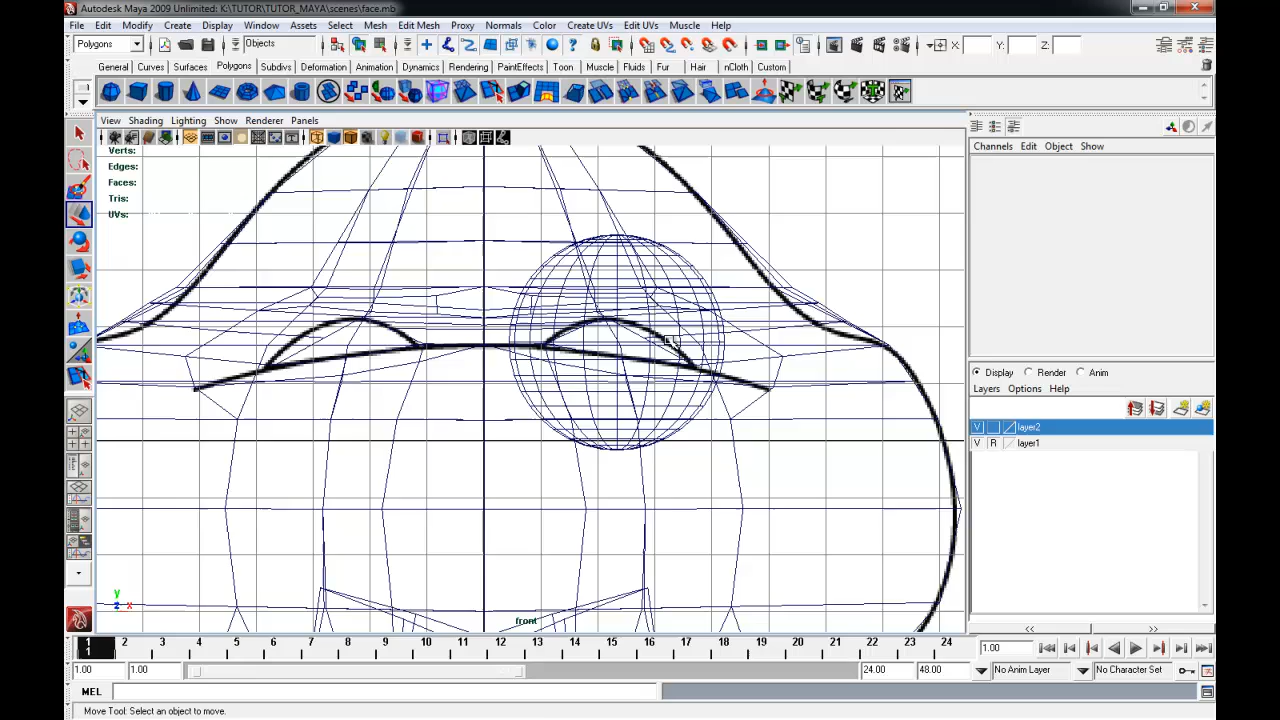 Autodesk Maya 2009 Unlimited: K:\TUTOR\TUTOR_MAYA\scenes\face.mb
File Edit Modify Create Display Window Assets Select Mesh Edit Mesh Proxy Normals Color Create UVs Edit UVs Muscle Help
Polygons Objects X: Y: Z:
General Curves Surfaces Polygons Subdivs Deformation Animation Dynamics Rendering PaintEffects Toon Muscle Fluids Fur Hair nCloth Custom
View Shading Lighting Show Renderer Panels
Channels Edit Object Show
Verts:
Edges:
Faces:
Tris:
UVs:
Display Render Anim
Layers Options Help
V layer2
V R layer1
y
z x
front
1 2 3 4 5 6 7 8 9 10 11 12 13 14 15 16 17 18 19 20 21 22 23 24
1
1.00
1.00 1.00 24.00 48.00 No Anim Layer No Character Set
MEL
Move Tool: Select an object to move.